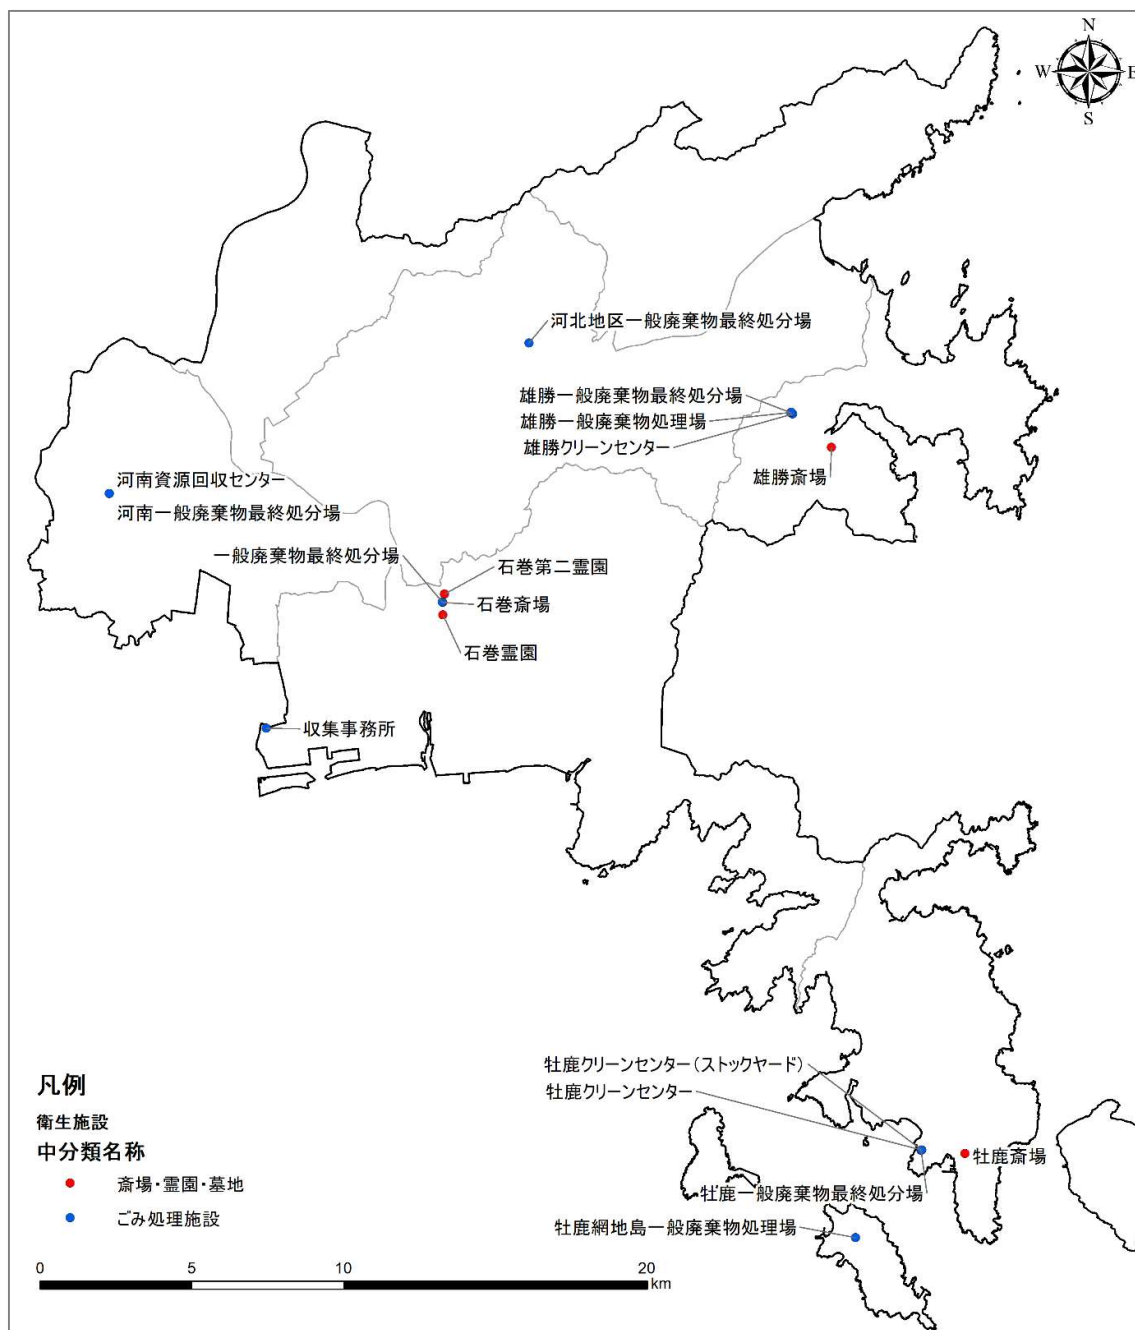 N
W
E
S
河北地区一般廃棄物最終処分場
雄勝一般廃棄物最終処分場
雄勝一般廃棄物処理場
雄勝クリーンセンター
雄勝斎場
河南資源回収センター
河南一般廃棄物最終処分場
一般廃棄物最終処分場
石巻第二霊園
石巻斎場
石巻霊園
収集事務所
牡鹿クリーンセンター(ストックヤード)
牡鹿クリーンセンター
牡鹿斎場
牡鹿一般廃棄物最終処分場
牡鹿網地島一般廃棄物処理場
凡例
衛生施設
中分類名称
斎場・霊園・墓地
ごみ処理施設
0 5 10 20
km